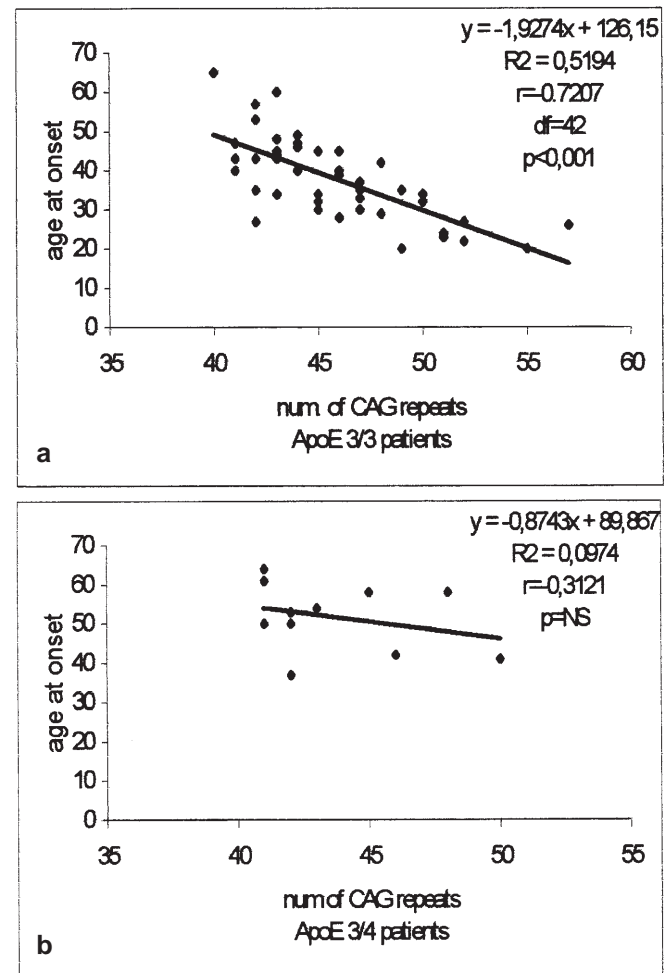 y = -1,9274x + 126,15
R2 = 0,5194
r=-0.7207
df=42
p<0,001
70
60
50
40
30
20
10
0
age at onset
35 40 45 50 55 60
num. of CAG repeats
ApoE 3/3 patients
a
y = -0,8743x + 89,867
R2 = 0,0974
r=-0,3121
p=NS
70
60
50
40
30
20
10
0
age at onset
35 40 45 50 55
num of CAG repeats
ApoE 3/4 patients
b